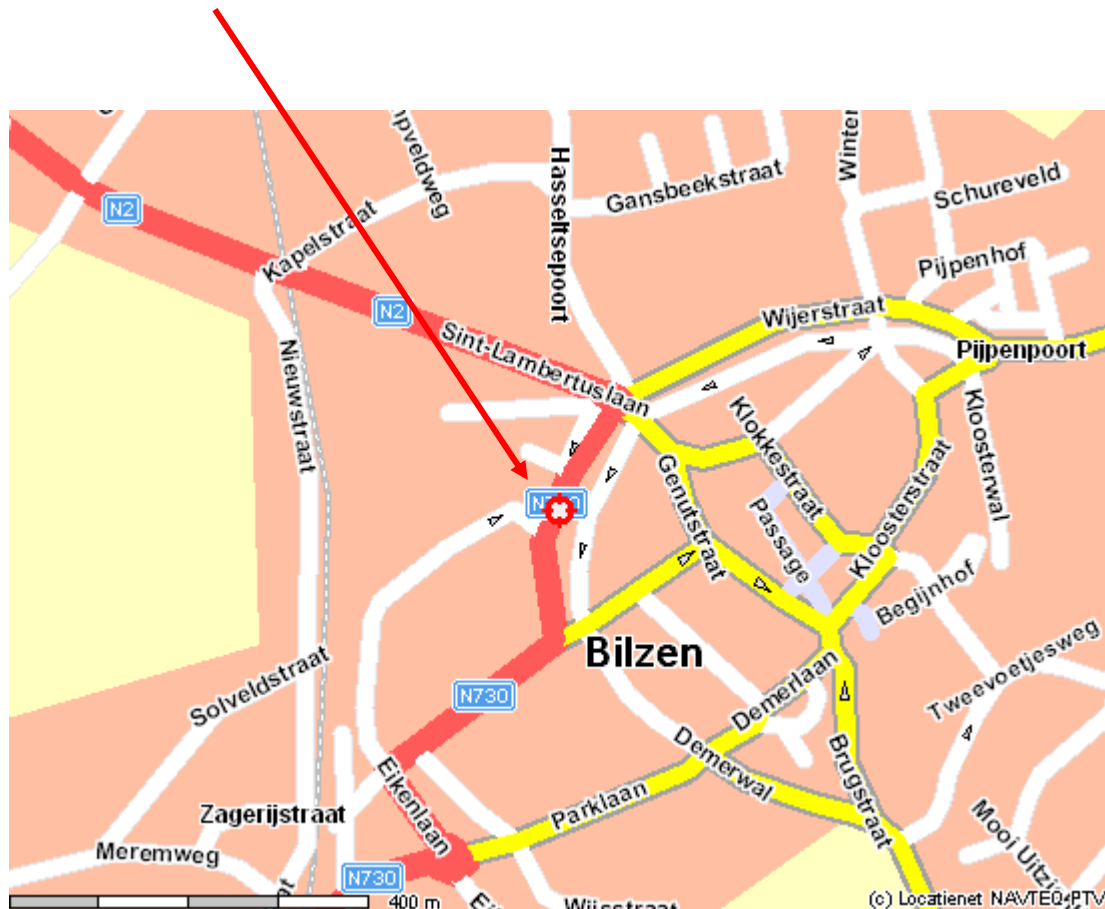 Hasseltsepoort
Gansbeekstraat
Schureveld
Pijpenhof
N2
Kapelstraat
N2
Sint-Lambertuslaan
Wijerstraat
Pijpenpoort
Nieuwstraat
Klokkestraat
Kloosterwal
Genutstraat
Passage
Kloosterstraat
Begijnhof
Bilzen
Solveldstraat
N730
Demerlaan
Tweevoetjesweg
Demerwal
Brugstraat
Eikenlaan
Parklaan
Zagerijstraat
Meremweg
N730
400 m
(c) Locatienet NAVTEQ PTV